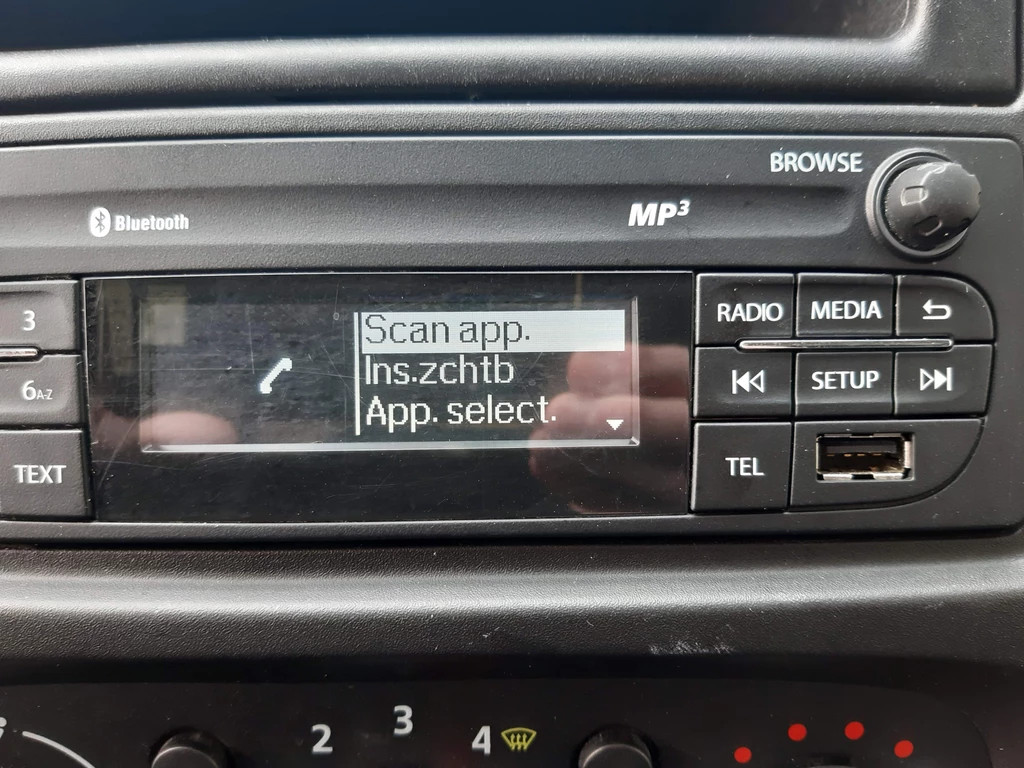 BROWSE
Bluetooth
MP3
3
RADIO
MEDIA
Scan app.
Ins.zchtb
App. select.
6A-Z
SETUP
TEXT
TEL
2
3
4